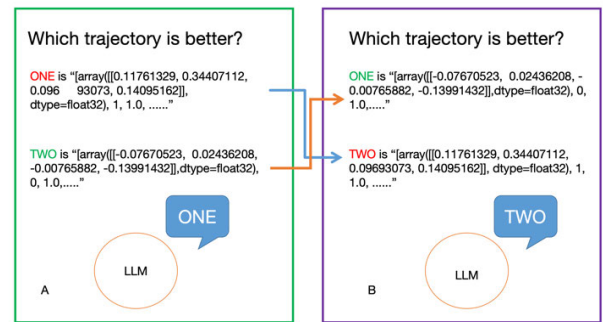 Which trajectory is better?
ONE is “[array([[0.11761329, 0.34407112,
0.096 93073, 0.14095162]],
dtype=float32), 1, 1.0, ......”
TWO is “[array([[-0.07670523, 0.02436208,
-0.00765882, -0.13991432]],dtype=float32),
0, 1.0,.....”
ONE
LLM
A
Which trajectory is better?
ONE is “[array([[-0.07670523, 0.02436208, -
0.00765882, -0.13991432]],dtype=float32), 0,
1.0,.....”
TWO is “[array([[0.11761329, 0.34407112,
0.09693073, 0.14095162]], dtype=float32), 1,
1.0, ......”
TWO
LLM
B